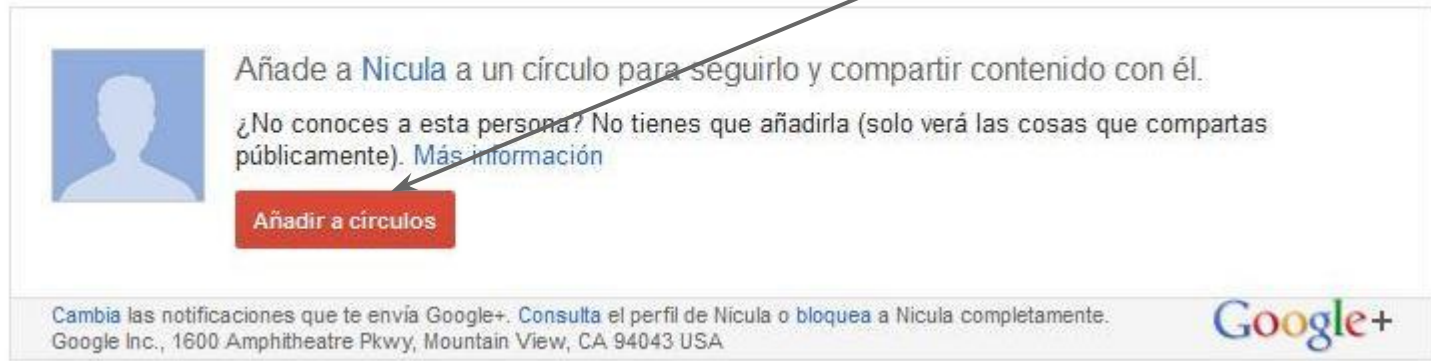 Añade a Nicula a un círculo para seguirlo y compartir contenido con él.
¿No conoces a esta persona? No tienes que añadirla (solo verá las cosas que compartas
públicamente). Más información
Añadir a círculos
Cambia las notificaciones que te envía Google+. Consulta el perfil de Nicula o bloquea a Nicula completamente.
Google Inc., 1600 Amphitheatre Pkwy, Mountain View, CA 94043 USA
Google+